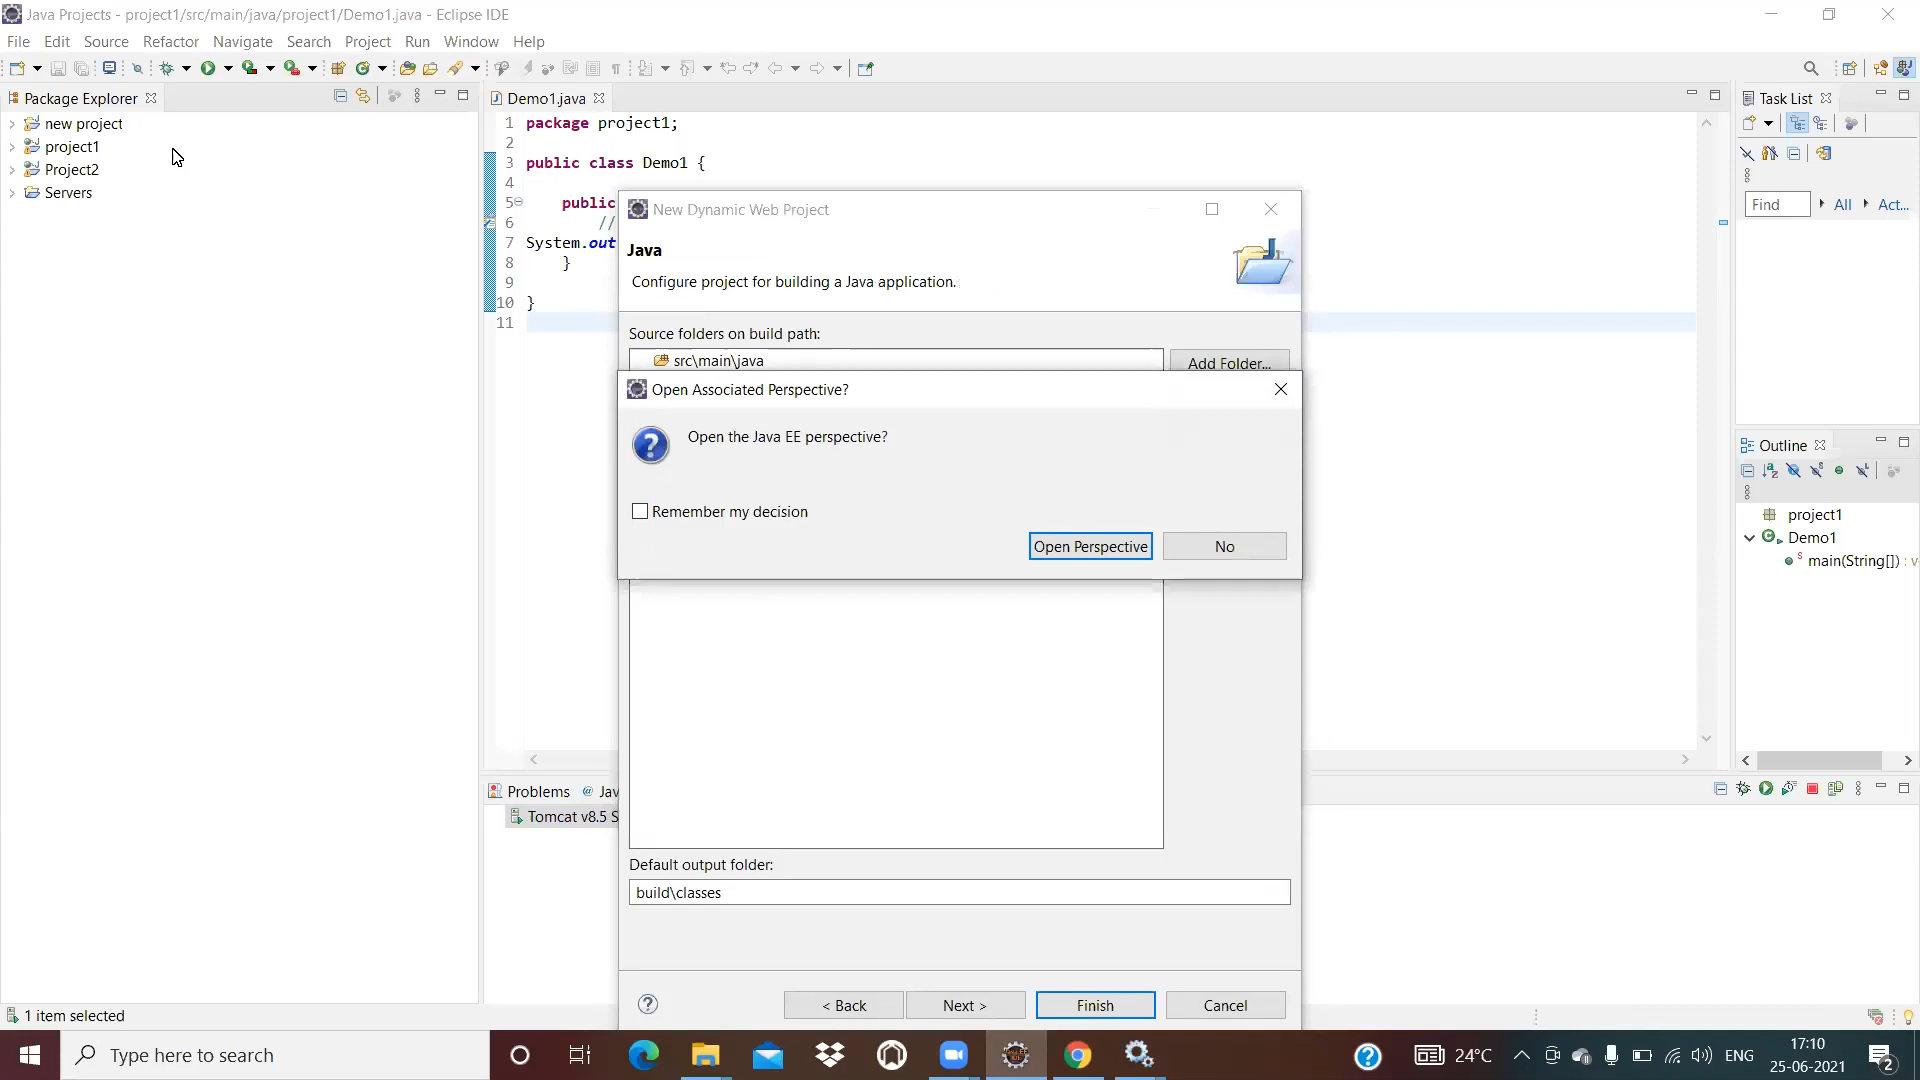 Java Projects - project1/src/main/java/project1/Demo1.java - Eclipse IDE
File Edit Source Refactor Navigate Search Project Run Window Help
Package Explorer
new project
project1
Project2
Servers
Demo1.java
1 package project1;
2
3 public class Demo1 {
4
5 public
6 //
7 System.out
8 }
9
10 }
11
New Dynamic Web Project
Java
Configure project for building a Java application.
Source folders on build path:
src\main\java
Add Folder...
Open Associated Perspective?
Open the Java EE perspective?
Remember my decision
Open Perspective No
Default output folder:
build\classes
< Back Next > Finish Cancel
Problems @ Jav
Tomcat v8.5 S
Task List
Find All Act...
Outline
project1
Demo1
main(String[]) : v
1 item selected
Type here to search
24°C
ENG
17:10
25-06-2021
2